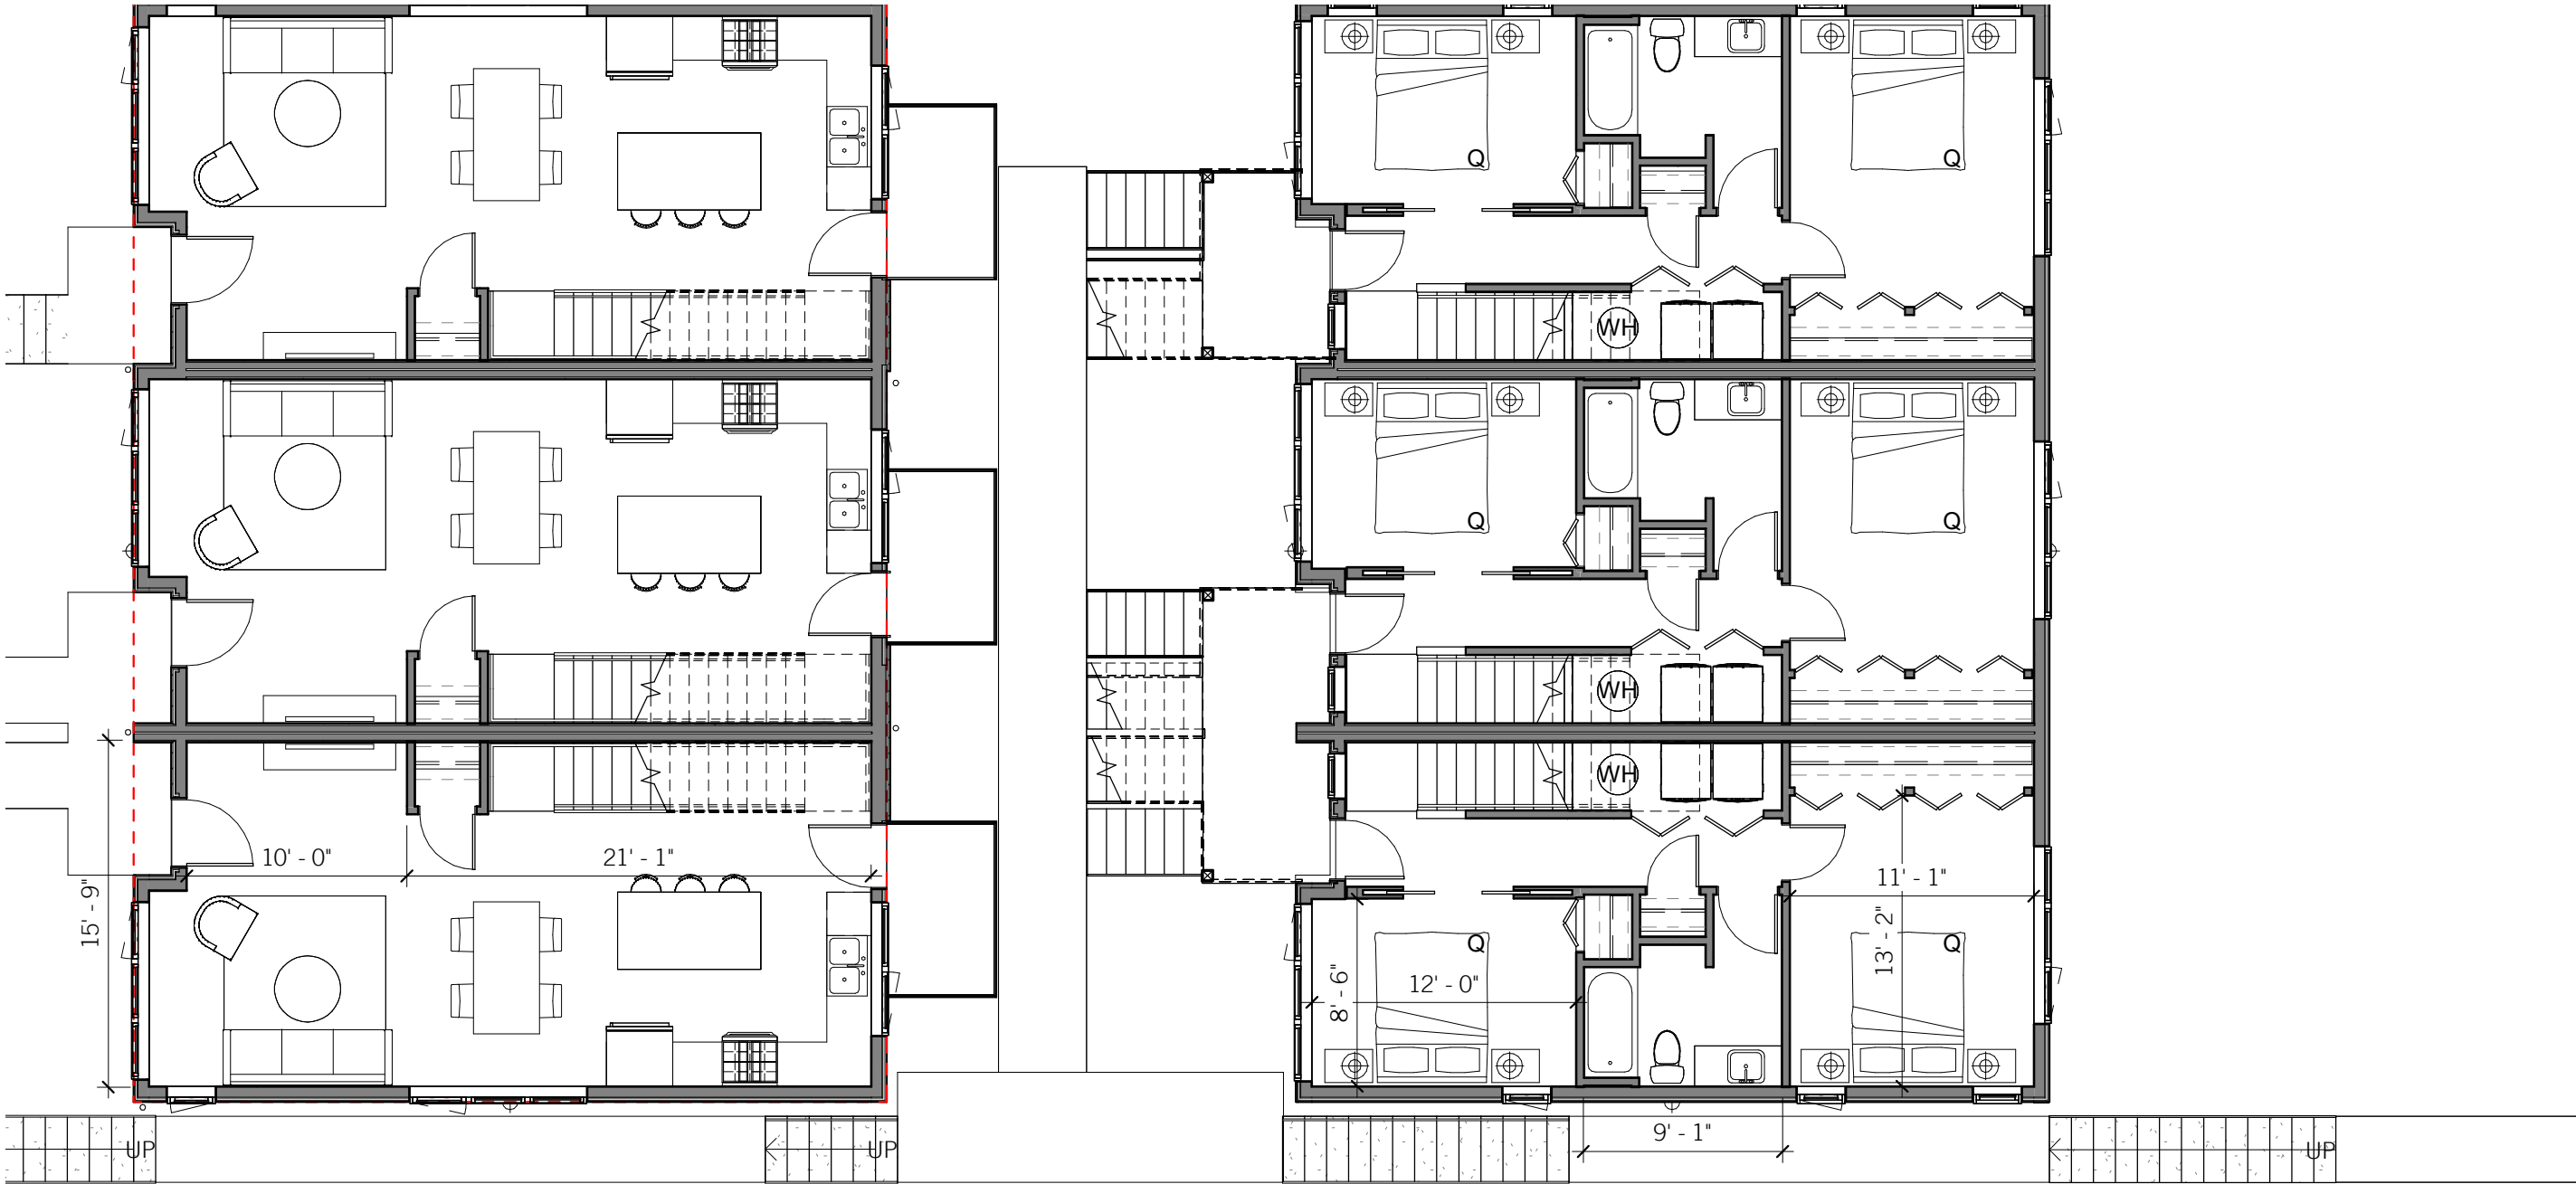 Q
Q
WH
Q
Q
WH
WH
10' - 0"
21' - 1"
15' - 9"
11' - 1"
13' - 2"
Q
Q
12' - 0"
8' - 6"
9' - 1"
UP
UP
UP